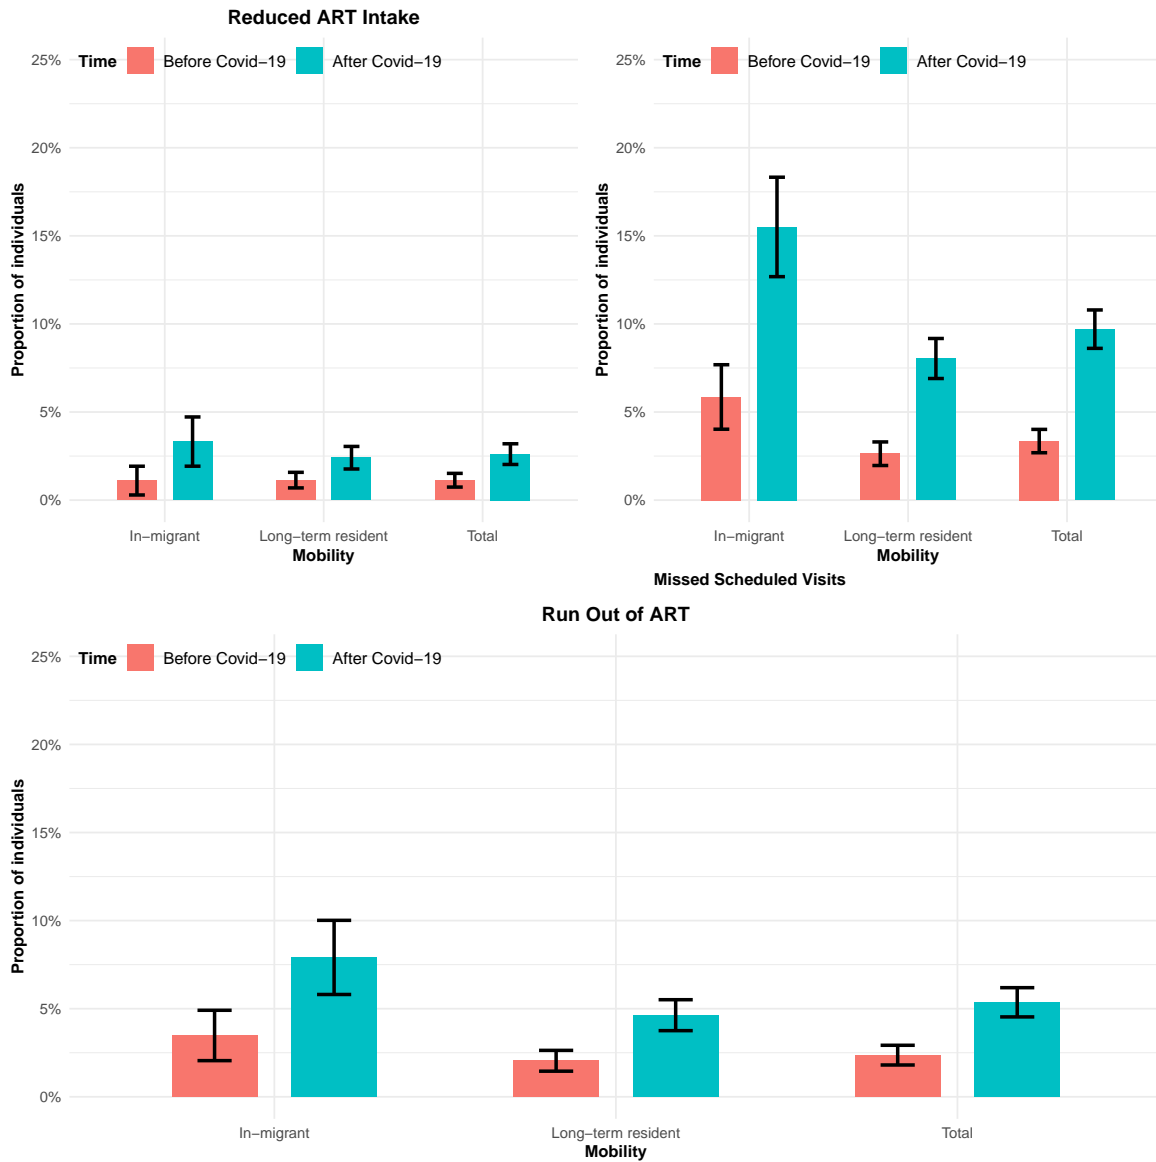 Reduced ART Intake
Time Before Covid−19 After Covid−19
25%
20%
15%
10%
5%
0%
Proportion of individuals
In−migrant Long−term resident Total
Mobility
Time Before Covid−19 After Covid−19
25%
20%
15%
10%
5%
0%
Proportion of individuals
In−migrant Long−term resident Total
Mobility
Missed Scheduled Visits
Run Out of ART
Time Before Covid−19 After Covid−19
25%
20%
15%
10%
5%
0%
Proportion of individuals
In−migrant Long−term resident Total
Mobility